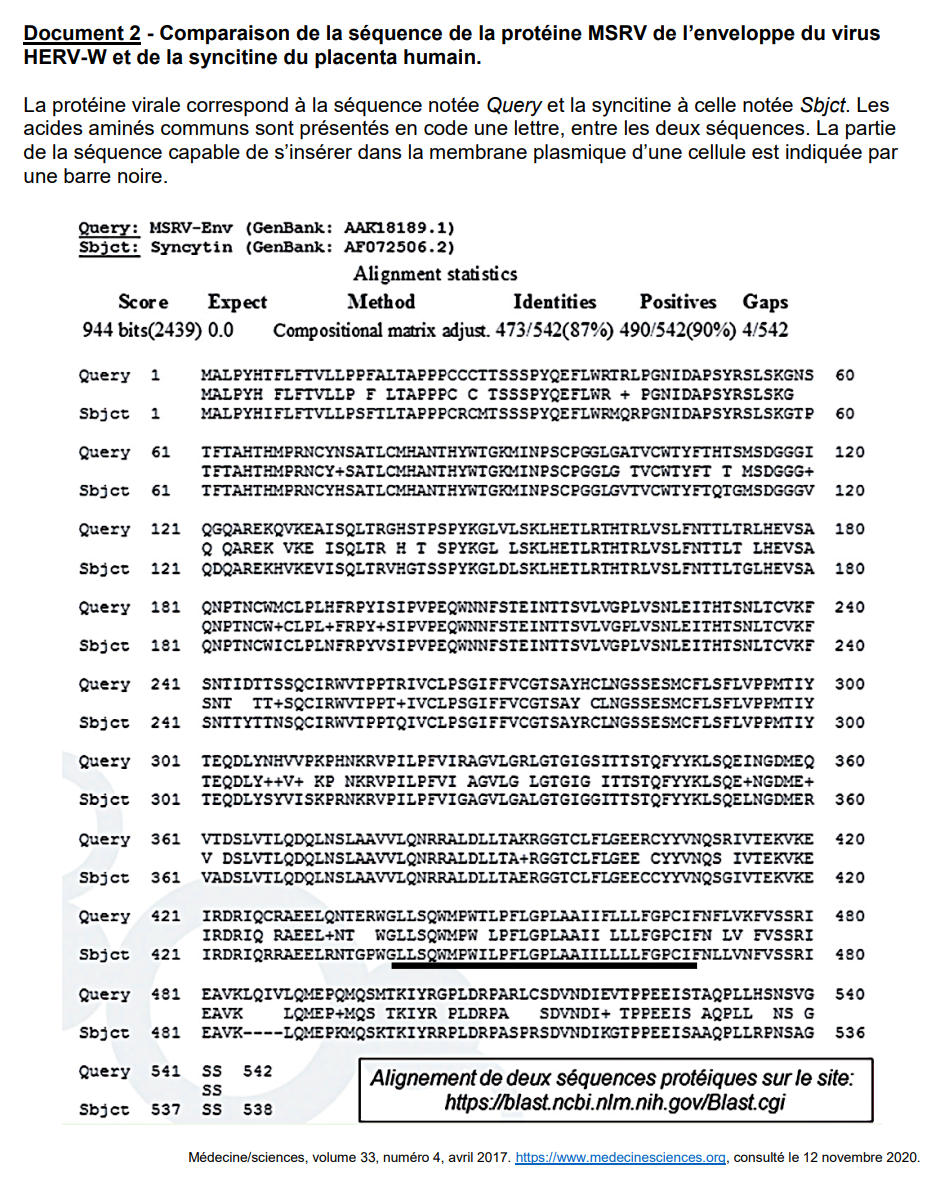 Document 2 - Comparaison de la séquence de la protéine MSRV de l’enveloppe du virus
HERV-W et de la syncitine du placenta humain.
La protéine virale correspond à la séquence notée Query et la syncitine à celle notée Sbjct. Les
acides aminés communs sont présentés en code une lettre, entre les deux séquences. La partie
de la séquence capable de s’insérer dans la membrane plasmique d’une cellule est indiquée par
une barre noire.
Query: MSRV-Env (GenBank: AAK18189.1)
Sbjct: Syncytin (GenBank: AF072506.2)
Alignment statistics
Score Expect Method Identities Positives Gaps
944 bits(2439) 0.0 Compositional matrix adjust. 473/542(87%) 490/542(90%) 4/542
Query 1 MALPYHTFLFTVLLPPFALTAPPPCCCTTSSSPYQEFLWRTRLPGNIDAPSYRSLSKGNS 60
MALPYH FLFTVLLP F LTAPPPC C TSSSPYQEFLWR + PGNIDAPSYRSLSKG
Sbjct 1 MALPYHIFLFTVLLPSFTLTAPPPCRCMTSSSPYQEFLWRMQRPGNIDAPSYRSLSKGTP 60
Query 61 TFTAHTHMPRNCYNSATLCMHANTHYWTGKMINPSCPGGLGATVCWTYFTHTSMSDGGGI 120
TFTAHTHMPRNCY+SATLCMHANTHYWTGKMINPSCPGGLG TVCWTYFT T MSDGGG+
Sbjct 61 TFTAHTHMPRNCYHSATLCMHANTHYWTGKMINPSCPGGLGVTVCWTYFTQTGMSDGGGV 120
Query 121 QGQAREKQVKEAISQLTRGHSTPSPYKGLVLSKLHETLRTHTRLVSLFNTTLTRLHEVSA 180
Q QAREK VKE ISQLTR H T SPYKGL LSKLHETLRTHTRLVSLFNTTLT LHEVSA
Sbjct 121 QDQAREKHVKEVISQLTRVHGTSSPYKGLDLSKLHETLRTHTRLVSLFNTTLTGLHEVSA 180
Query 181 QNPTNCWMCLPLHFRPYISIPVPEQWNNFSTEINTTSVLVGPLVSNLEITHTSNLTCVKF 240
QNPTNCW+CLPL+FRPY+SIPVPEQWNNFSTEINTTSVLVGPLVSNLEITHTSNLTCVKF
Sbjct 181 QNPTNCWICLPLNFRPYVSIPVPEQWNNFSTEINTTSVLVGPLVSNLEITHTSNLTCVKF 240
Query 241 SNTIDTTSSQCIRWVTPPTRIVCLPSGIFFVCGTSAYHCLNGSSESMCFLSFLVPPMTIY 300
SNT TT+SQCIRWVTPPT+IVCLPSGIFFVCGTSAY CLNGSSESMCFLSFLVPPMTIY
Sbjct 241 SNTTYTTNSQCIRWVTPPTQIVCLPSGIFFVCGTSAYRCLNGSSESMCFLSFLVPPMTIY 300
Query 301 TEQDLYNHVVPKPHNKRVPILPFVIRAGVLGRLGTGIGSITTSTQFYYKLSQEINGDMEQ 360
TEQDLY++V+ KP NKRVPILPFVI AGVLG LGTGIG ITTSTQFYYKLSQE+NGDME+
Sbjct 301 TEQDLYSYVISKPRNKRVPILPFVIGAGVLGALGTGIGGITTSTQFYYKLSQELNGDMER 360
Query 361 VTDSLVTLQDQLNSLAAVVLQNRRALDLLTAKRGGTCLFLGEERCYYVNQSRIVTEKVKE 420
V DSLVTLQDQLNSLAAVVLQNRRALDLLTA+RGGTCLFLGEE CYYVNQS IVTEKVKE
Sbjct 361 VADSLVTLQDQLNSLAAVVLQNRRALDLLTAERGGTCLFLGEECCYYVNQSGIVTEKVKE 420
Query 421 IRDRIQCRAEELQNTERWGLLSQWMPWTLPFLGPLAAIIFLLLFGPCIFNFLVKFVSSRI 480
IRDRIQ RAEEL+NT WGLLSQWMPW LPFLGPLAAII LLLFGPCIFN LV FVSSRI
Sbjct 421 IRDRIQRRAEELRNTGPWGLLSQWMPWILPFLGPLAAIILLLLFGPCIFNLLVNFVSSRI 480
Query 481 EAVKLQIVLQMEPQMQSMTKIYRGPLDRPARLCSDVNDIEVTPPEEISTAQPLLHSNSVG 540
EAVK LQMEP+MQS TKIYR PLDRPA SDVNDI+ TPPEEIS AQPLL NS G
Sbjct 481 EAVK----LQMEPKMQSKTKIYRRPLDRPASPRSDVNDIKGTPPEEISAAQPLLRPNSAG 536
Query 541 SS 542
SS
Sbjct 537 SS 538
Alignement de deux séquences protéiques sur le site:
https://blast.ncbi.nlm.nih.gov/Blast.cgi
Médecine/sciences, volume 33, numéro 4, avril 2017. https://www.medecinesciences.org, consulté le 12 novembre 2020.